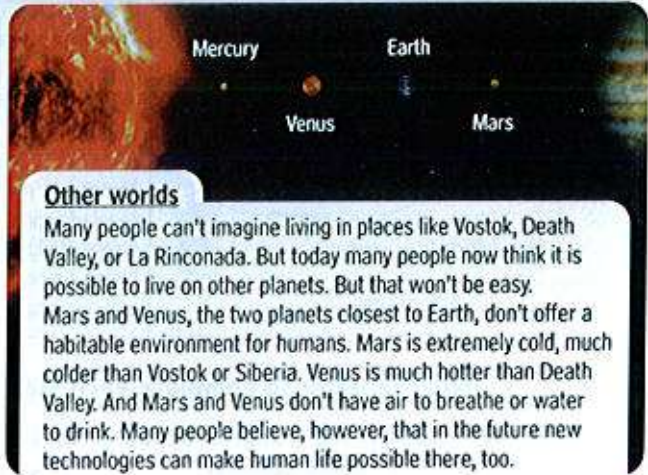 Mercury
Earth
Venus
Mars
Other worlds
Many people can't imagine living in places like Vostok, Death
Valley, or La Rinconada. But today many people now think it is
possible to live on other planets. But that won't be easy.
Mars and Venus, the two planets closest to Earth, don't offer a
habitable environment for humans. Mars is extremely cold, much
colder than Vostok or Siberia. Venus is much hotter than Death
Valley. And Mars and Venus don't have air to breathe or water
to drink. Many people believe, however, that in the future new
technologies can make human life possible there, too.